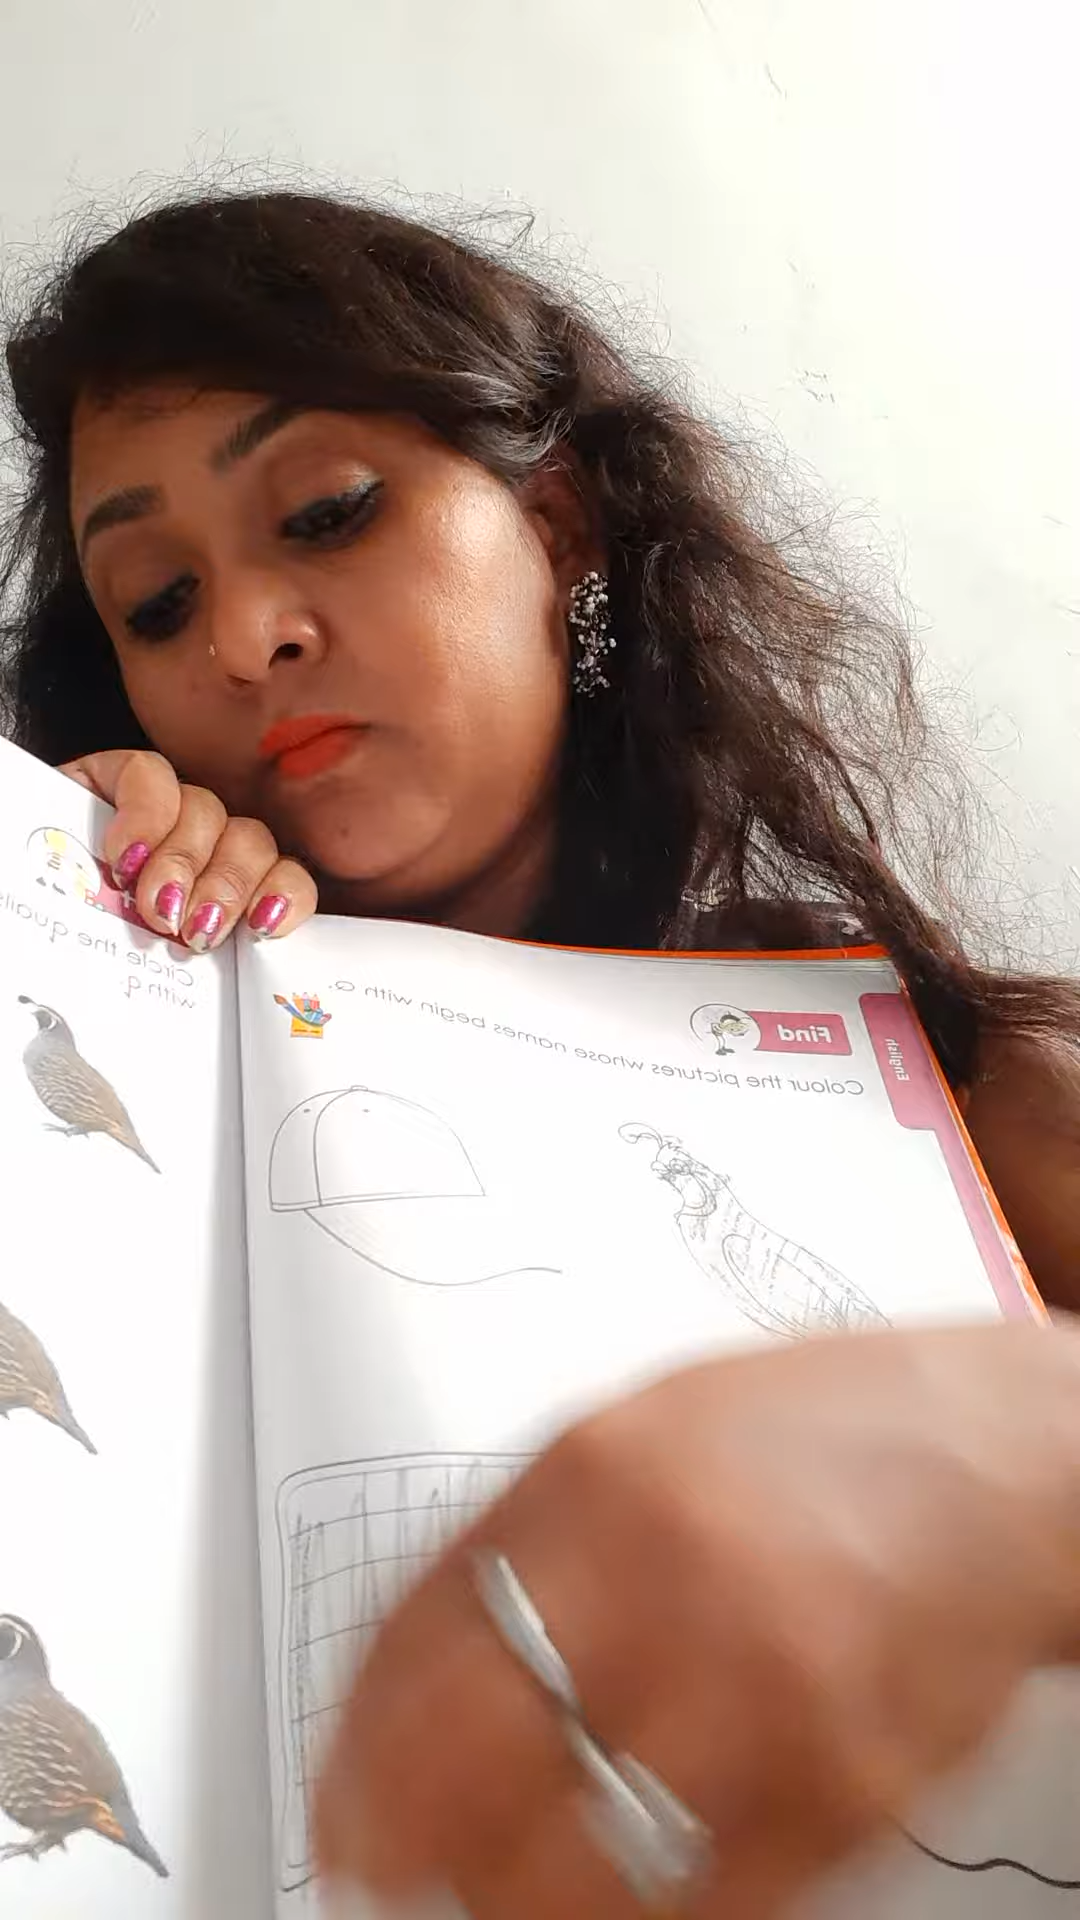 English
Find
Colour the pictures whose names begin with Q.
Circle the quails
with q.